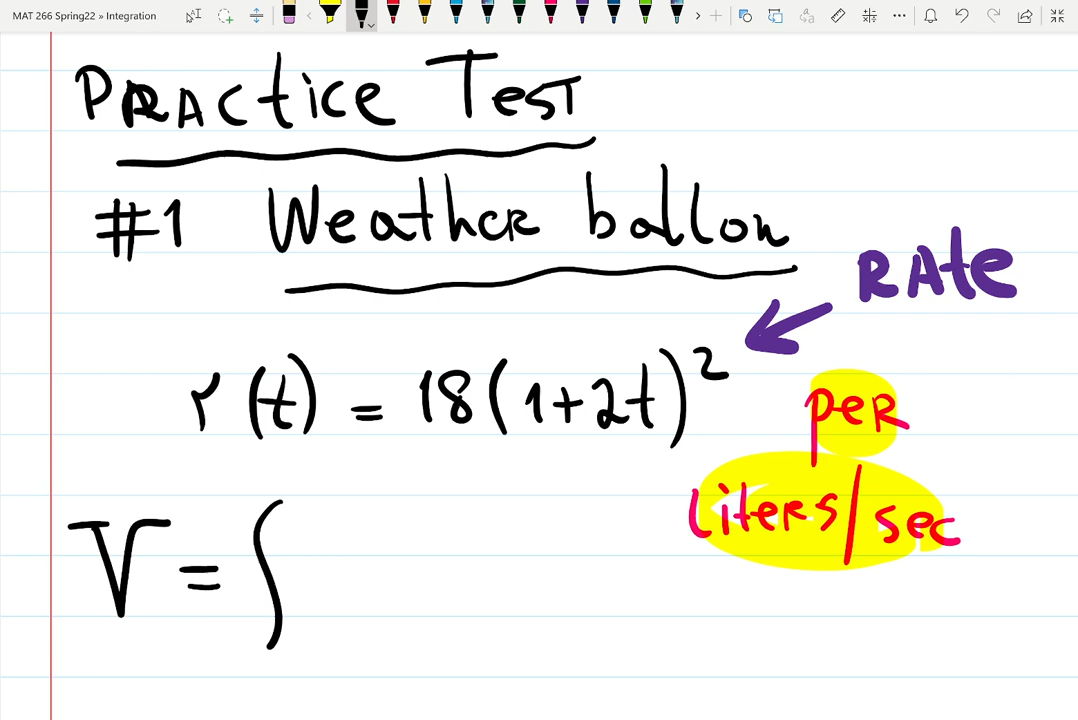 MAT 266 Spring22 » Integration
PRActice Test
#1 Weather ballon
RAte
r(t) = 18(1+2t)²
per
liters/sec
V = ∫